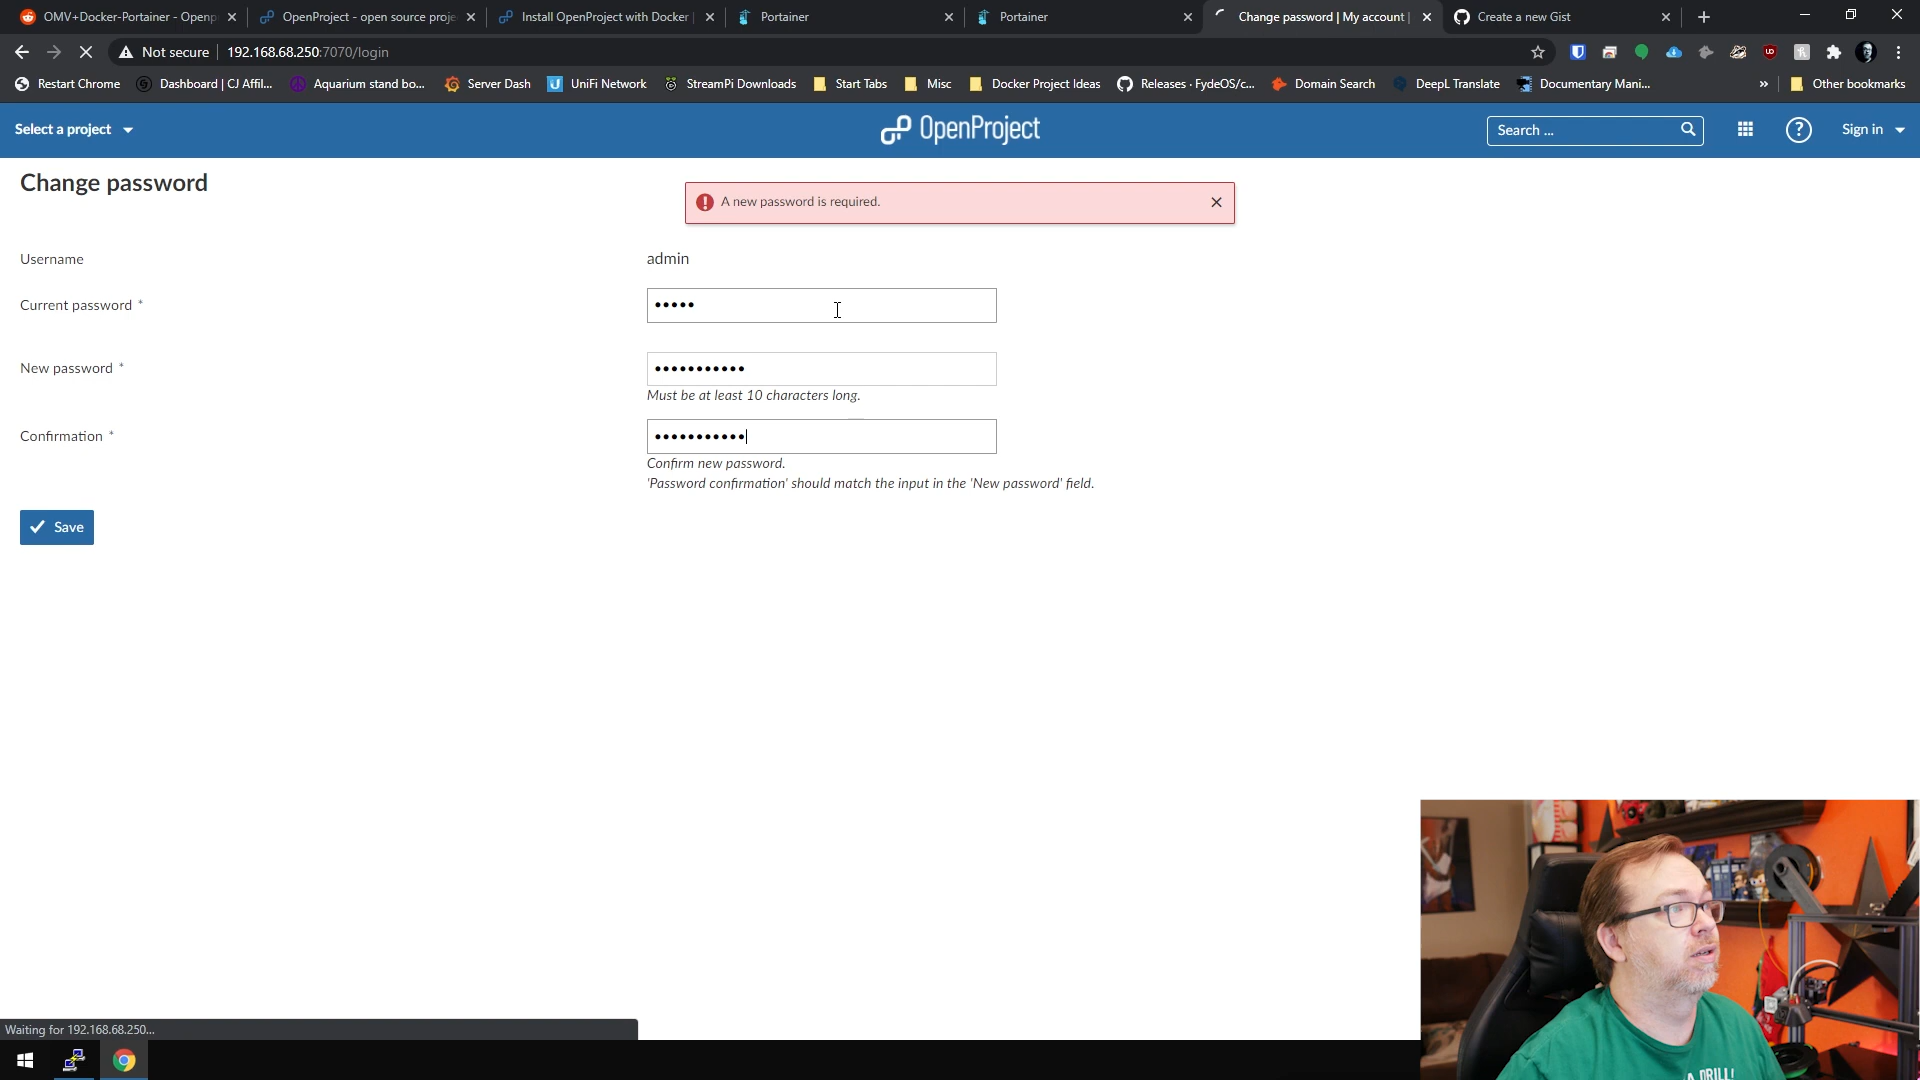 OMV+Docker-Portainer - Openp
OpenProject - open source proje
Install OpenProject with Docker
Portainer
Portainer
Change password | My account |
Create a new Gist
Not secure
192.168.68.250:7070/login
Restart Chrome
Dashboard | CJ Affil...
Aquarium stand bo...
Server Dash
UniFi Network
StreamPi Downloads
Start Tabs
Misc
Docker Project Ideas
Releases · FydeOS/c...
Domain Search
DeepL Translate
Documentary Mani...
»
Other bookmarks
Select a project
OpenProject
Search ...
?
Sign in
Change password
A new password is required.
Username
admin
Current password *
•••••
New password *
•••••••••••
Must be at least 10 characters long.
Confirmation *
•••••••••••
Confirm new password.
'Password confirmation' should match the input in the 'New password' field.
Save
Waiting for 192.168.68.250...
A DRILL!